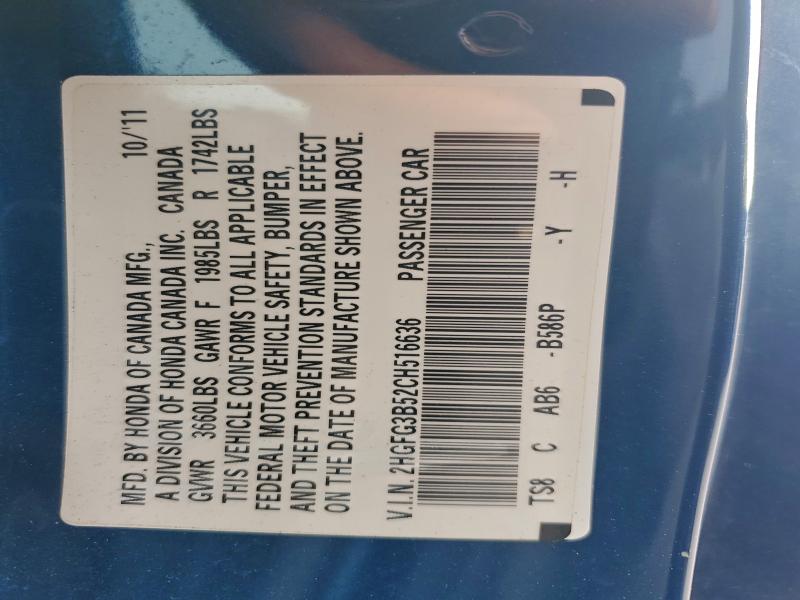 MFD. BY HONDA OF CANADA MFG., 10/'11
A DIVISION OF HONDA CANADA INC. CANADA
GVWR 3660LBS GAWR F 1985LBS R 1742LBS
THIS VEHICLE CONFORMS TO ALL APPLICABLE
FEDERAL MOTOR VEHICLE SAFETY, BUMPER,
AND THEFT PREVENTION STANDARDS IN EFFECT
ON THE DATE OF MANUFACTURE SHOWN ABOVE.
V.I.N. 2HGFG3B52CH516636 PASSENGER CAR
TS8 C AB6 -B586P -Y -H